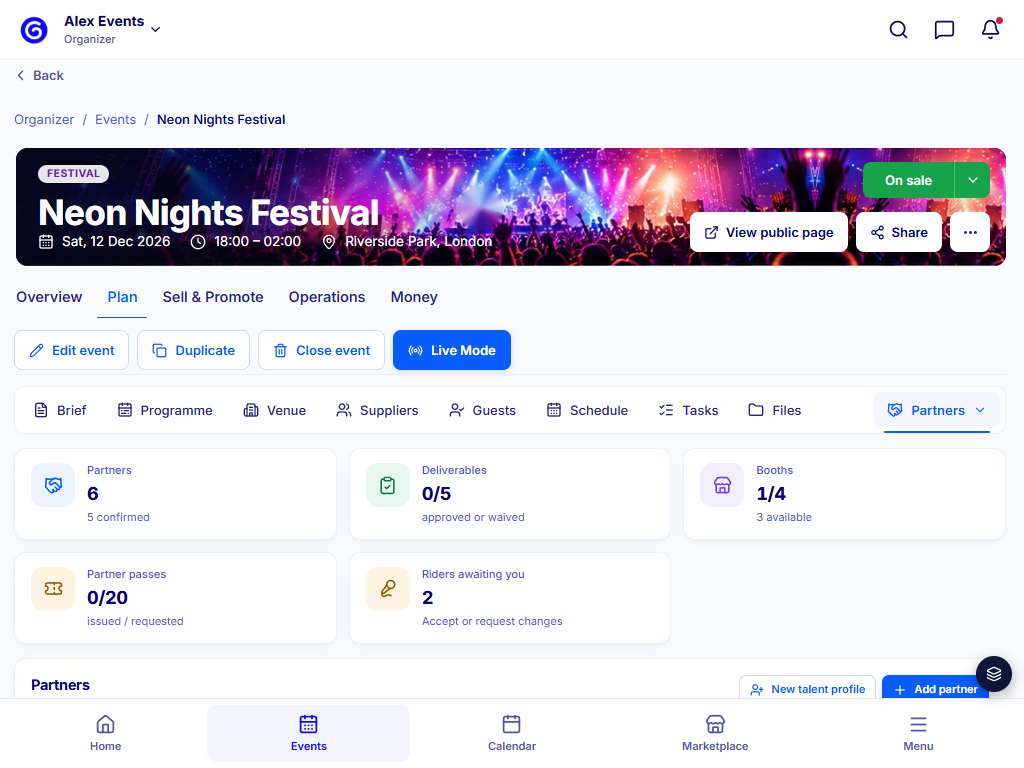 Alex Events
Organizer
Back
Organizer / Events / Neon Nights Festival
FESTIVAL
On sale
Neon Nights Festival
Sat, 12 Dec 2026 18:00 – 02:00 Riverside Park, London
View public page Share
Overview Plan Sell & Promote Operations Money
Edit event Duplicate Close event Live Mode
Brief Programme Venue Suppliers Guests Schedule Tasks Files Partners
Partners
6
5 confirmed
Deliverables
0/5
approved or waived
Booths
1/4
3 available
Partner passes
0/20
issued / requested
Riders awaiting you
2
Accept or request changes
Partners
New talent profile Add partner
Home Events Calendar Marketplace Menu